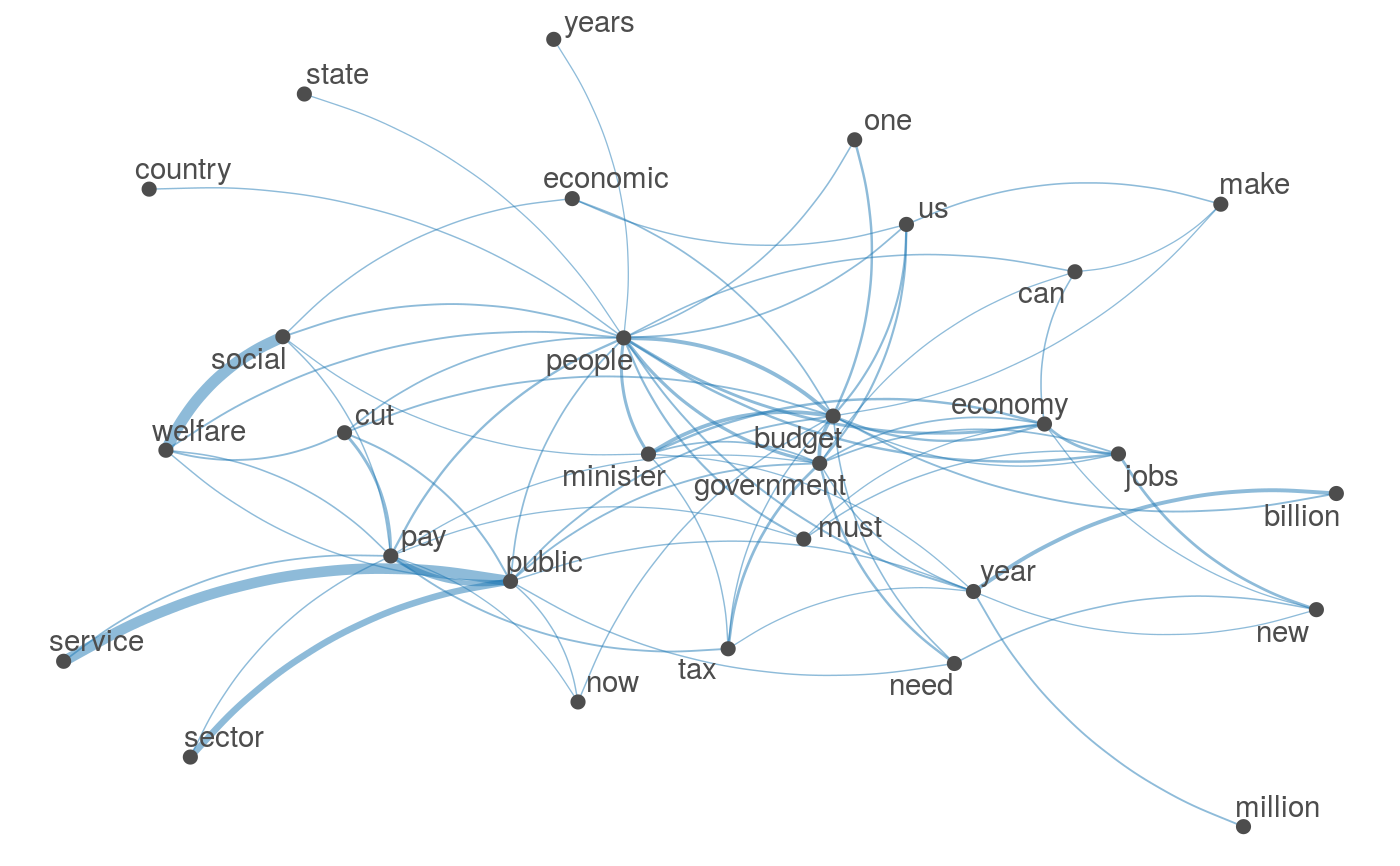 years
state
one
country
economic
make
us
can
social
people
economy
cut
welfare
budget
minister
government
jobs
billion
must
pay
public
year
service
new
tax
now
need
sector
million